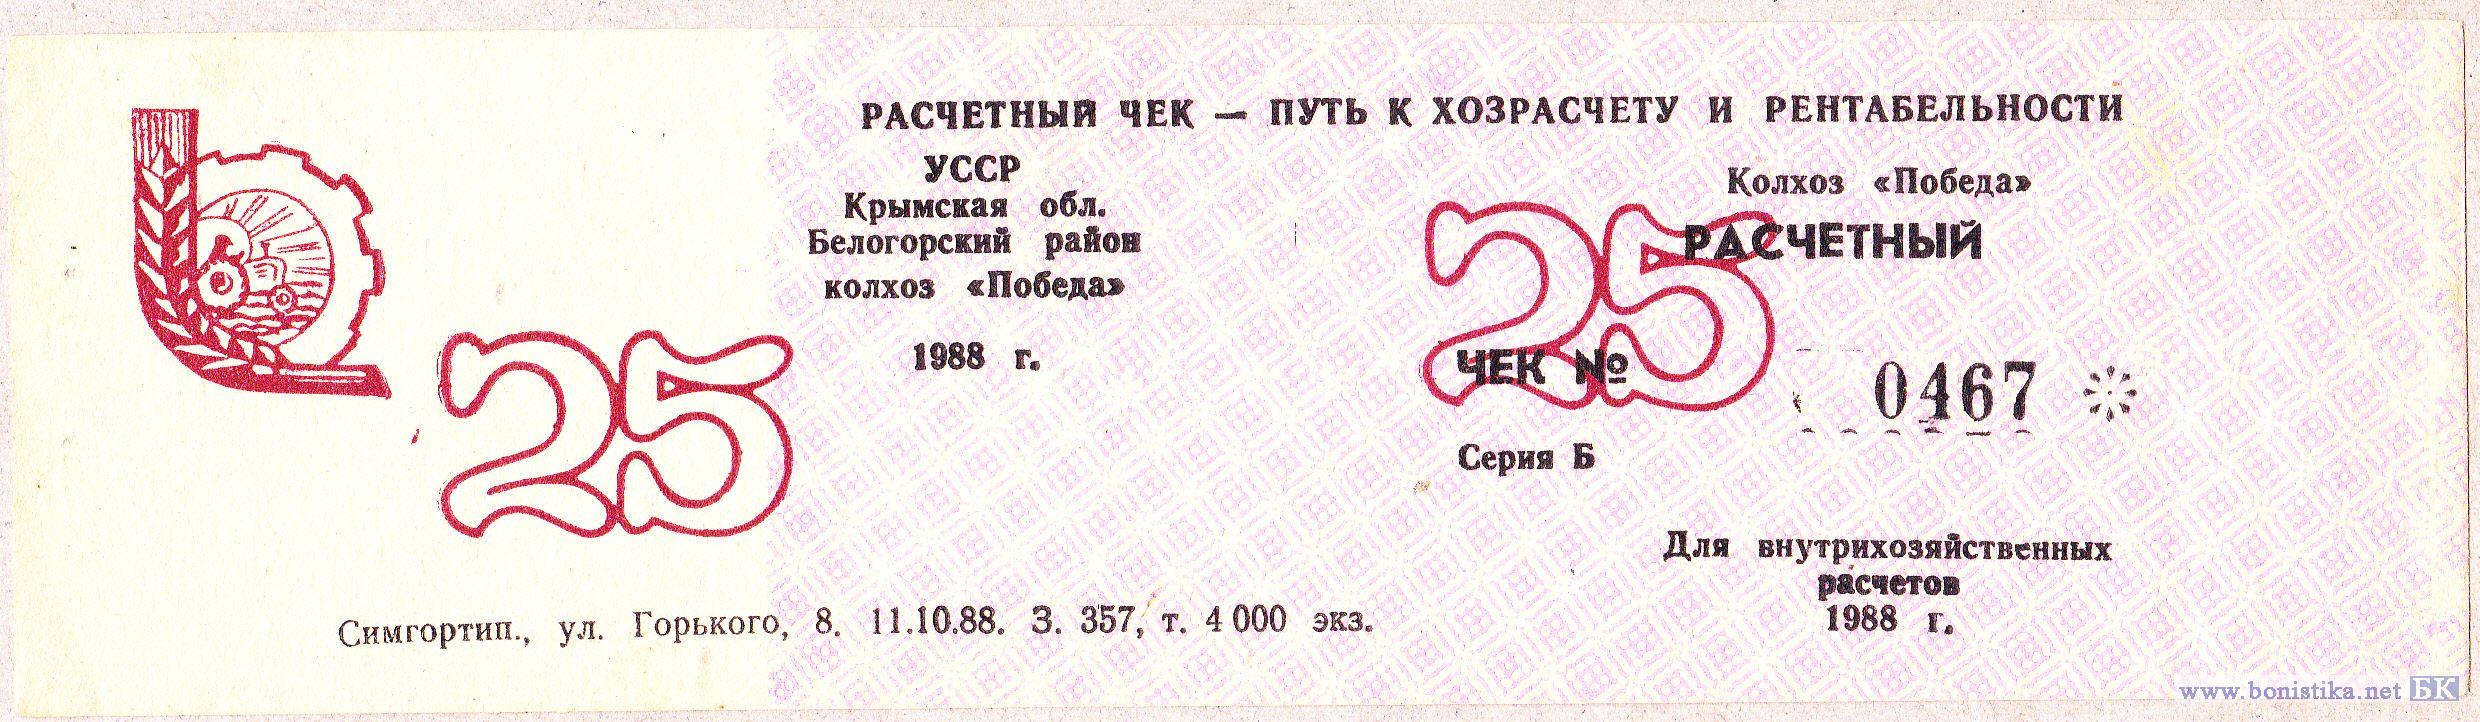 РАСЧЕТНЫЙ ЧЕК — ПУТЬ К ХОЗРАСЧЕТУ И РЕНТАБЕЛЬНОСТИ
УССР
Крымская обл.
Белогорский район
колхоз «Победа»
1988 г.
25
Колхоз «Победа»
25
РАСЧЕТНЫЙ
ЧЕК №
0467
Серия Б
Для внутрихозяйственных
расчетов
1988 г.
Симгортип., ул. Горького, 8. 11.10.88. З. 357, т. 4 000 экз.
www.bonistika.net БК